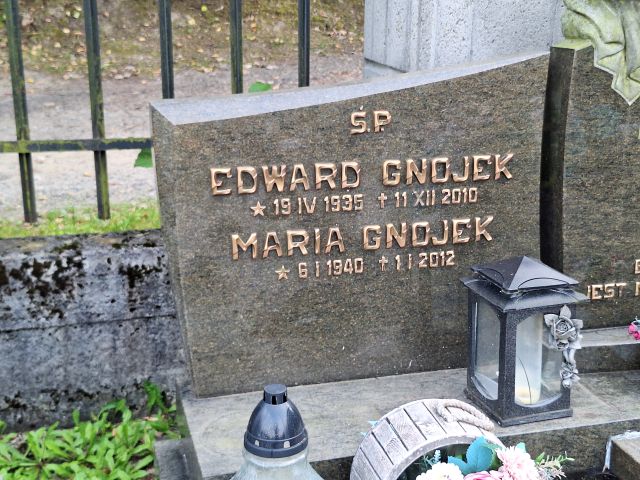 Ś.P.
EDWARD GNOJEK
★ 19 IV 1935 ✝ 11 XII 2010
MARIA GNOJEK
★ 6 I 1940 ✝ 1 I 2012